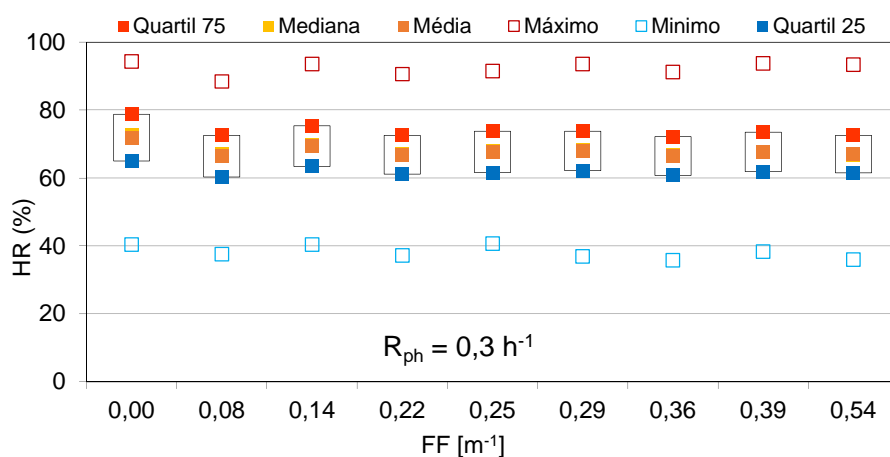 Quartil 75 Mediana Média Máximo Minimo Quartil 25
100
80
60
40
20
0
HR (%)
R_ph = 0,3 h⁻¹
0,00 0,08 0,14 0,22 0,25 0,29 0,36 0,39 0,54
FF [m⁻¹]